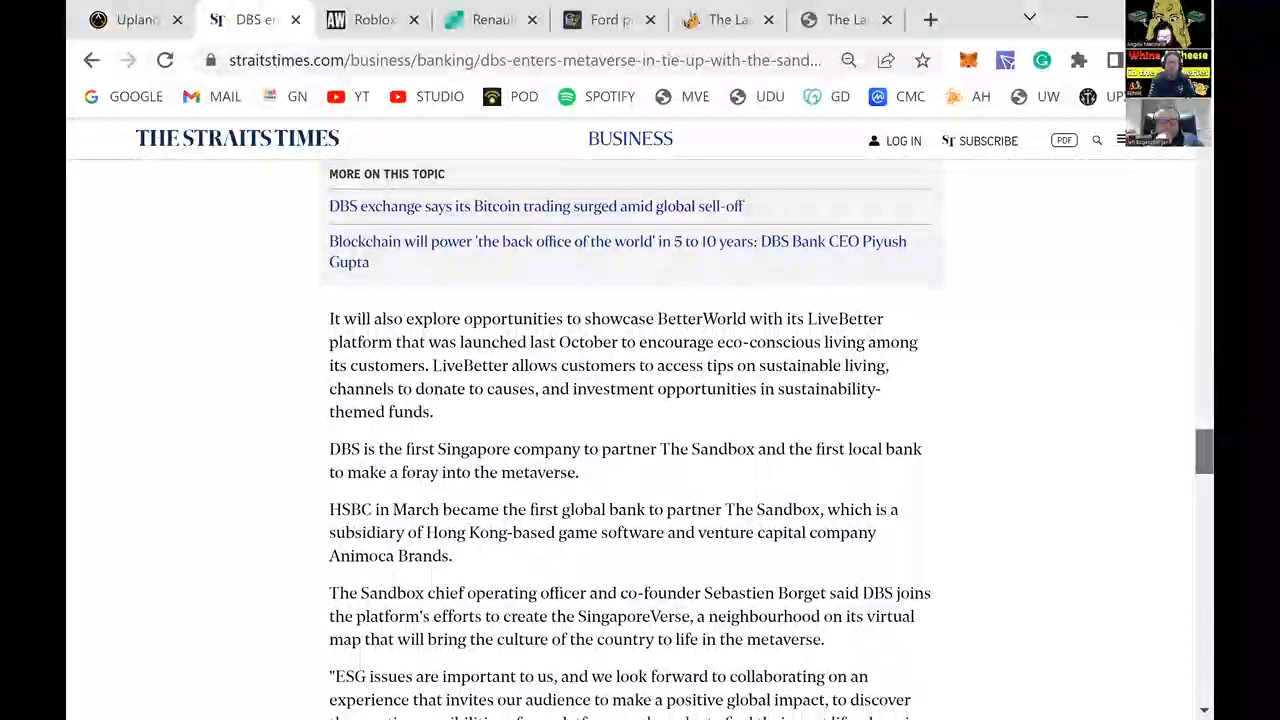 Uplan
DBS en
Roblox
Renaul
Ford p
The La
The La
straitstimes.com/business/b
enters-metaverse-in-tie-up
sand...
GOOGLE
MAIL
GN
YT
SPOTIFY
GD
CMC
AH
UW
THE STRAITS TIMES
BUSINESS
LOG IN
ST SUBSCRIBE
PDF
Whine
Cheese
MORE ON THIS TOPIC
DBS exchange says its Bitcoin trading surged amid global sell-off
Blockchain will power 'the back office of the world' in 5 to 10 years: DBS Bank CEO Piyush
Gupta
It will also explore opportunities to showcase BetterWorld with its LiveBetter
platform that was launched last October to encourage eco-conscious living among
its customers. LiveBetter allows customers to access tips on sustainable living,
channels to donate to causes, and investment opportunities in sustainability-
themed funds.
DBS is the first Singapore company to partner The Sandbox and the first local bank
to make a foray into the metaverse.
HSBC in March became the first global bank to partner The Sandbox, which is a
subsidiary of Hong Kong-based game software and venture capital company
Animoca Brands.
The Sandbox chief operating officer and co-founder Sebastien Borget said DBS joins
the platform's efforts to create the SingaporeVerse, a neighbourhood on its virtual
map that will bring the culture of the country to life in the metaverse.
"ESG issues are important to us, and we look forward to collaborating on an
experience that invites our audience to make a positive global impact, to discover